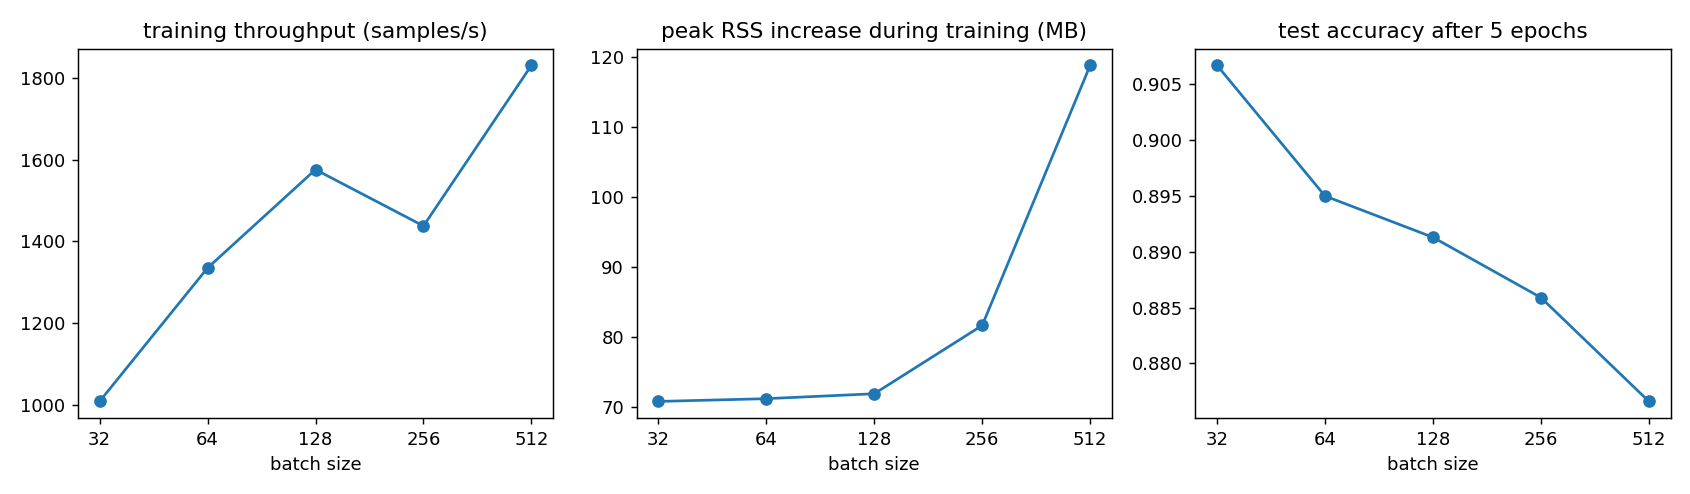 training throughput (samples/s)
1800
1600
1400
1200
1000
32 64 128 256 512
batch size
peak RSS increase during training (MB)
120
110
100
90
80
70
32 64 128 256 512
batch size
test accuracy after 5 epochs
0.905
0.900
0.895
0.890
0.885
0.880
32 64 128 256 512
batch size